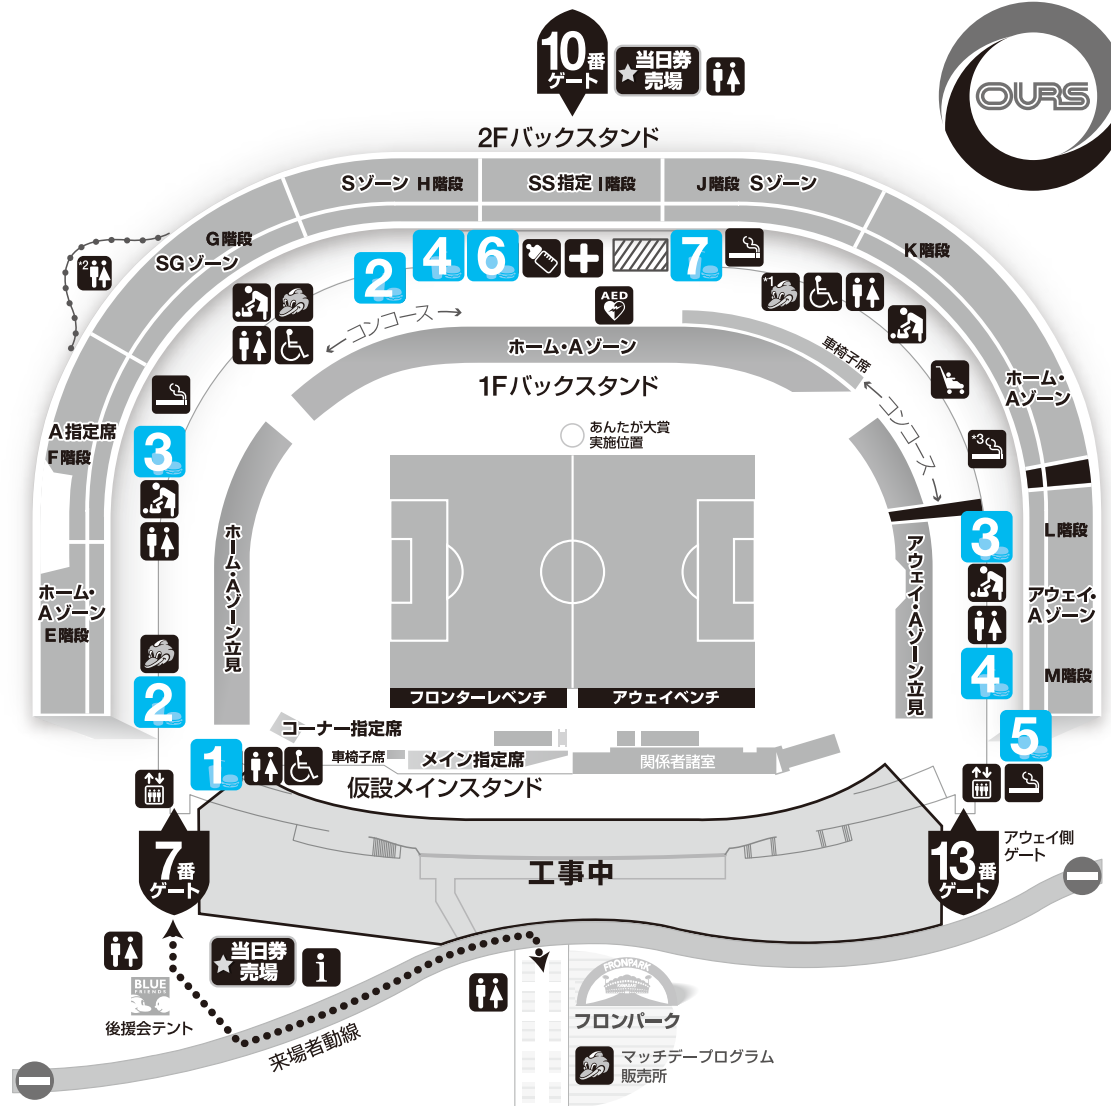 10番
ゲート
当日券
売場
OURS
2Fバックスタンド
Sゾーン H階段
SS指定 I階段
J階段 Sゾーン
G階段
SGゾーン
K階段
*2
2
4
6
7
*1
AED
コンコース
車椅子席
ホーム・Aゾーン
1Fバックスタンド
ホーム・
Aゾーン
コンコース
あんたが大賞
実施位置
A指定席
F階段
3
*3
3
L階段
ホーム・Aゾーン立見
アウェイ・Aゾーン立見
ホーム・
Aゾーン
E階段
アウェイ・
Aゾーン
4
M階段
2
フロンターレベンチ
アウェイベンチ
コーナー指定席
5
1
車椅子席
メイン指定席
関係者諸室
仮設メインスタンド
7番
ゲート
工事中
13番
ゲート
アウェイ側
ゲート
当日券
売場
i
BLUE
FRIENDS
後援会テント
来場者動線
FRONPARK
フロンパーク
マッチデープログラム
販売所